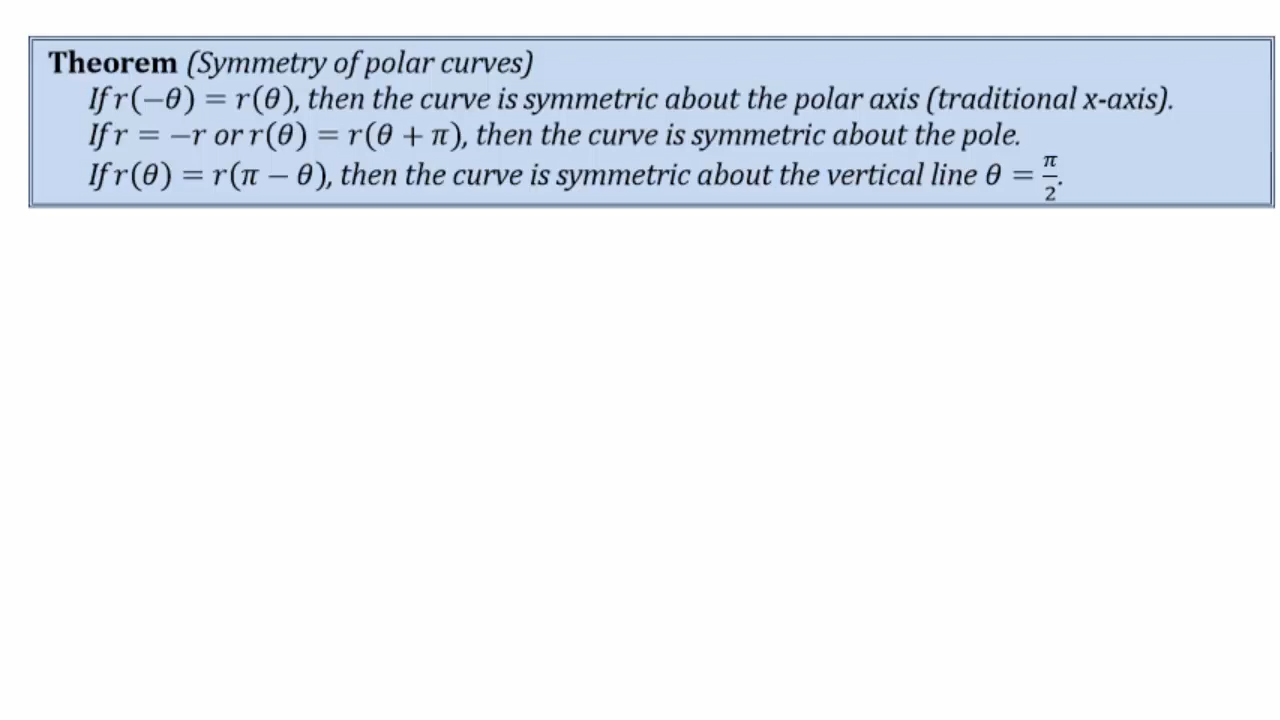 Theorem (Symmetry of polar curves)
If r(−θ) = r(θ), then the curve is symmetric about the polar axis (traditional x-axis).
If r = −r or r(θ) = r(θ + π), then the curve is symmetric about the pole.
If r(θ) = r(π − θ), then the curve is symmetric about the vertical line θ = π/2.